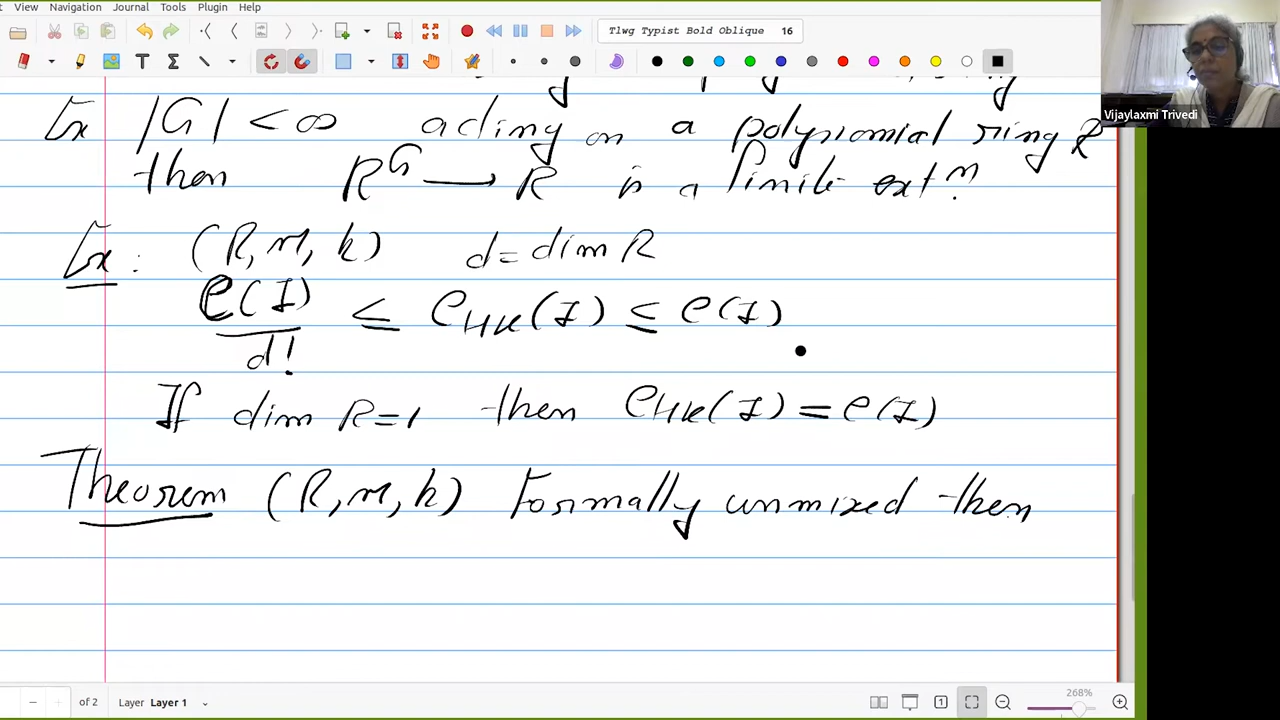 View Navigation Journal Tools Plugin Help
Tlwg Typist Bold Oblique 16
Vijaylaxmi Trivedi
Ex |G| < ∞ acting on a polynomial ring R
then R^G → R is a finite extⁿ.
Ex: (R, m, k) d = dim R
e(I)/d! ≤ e_HK(I) ≤ e(I)
If dim R = 1 then e_HK(I) = e(I)
Theorem (R, m, k) Formally unmixed then
of 2 Layer Layer 1 268%